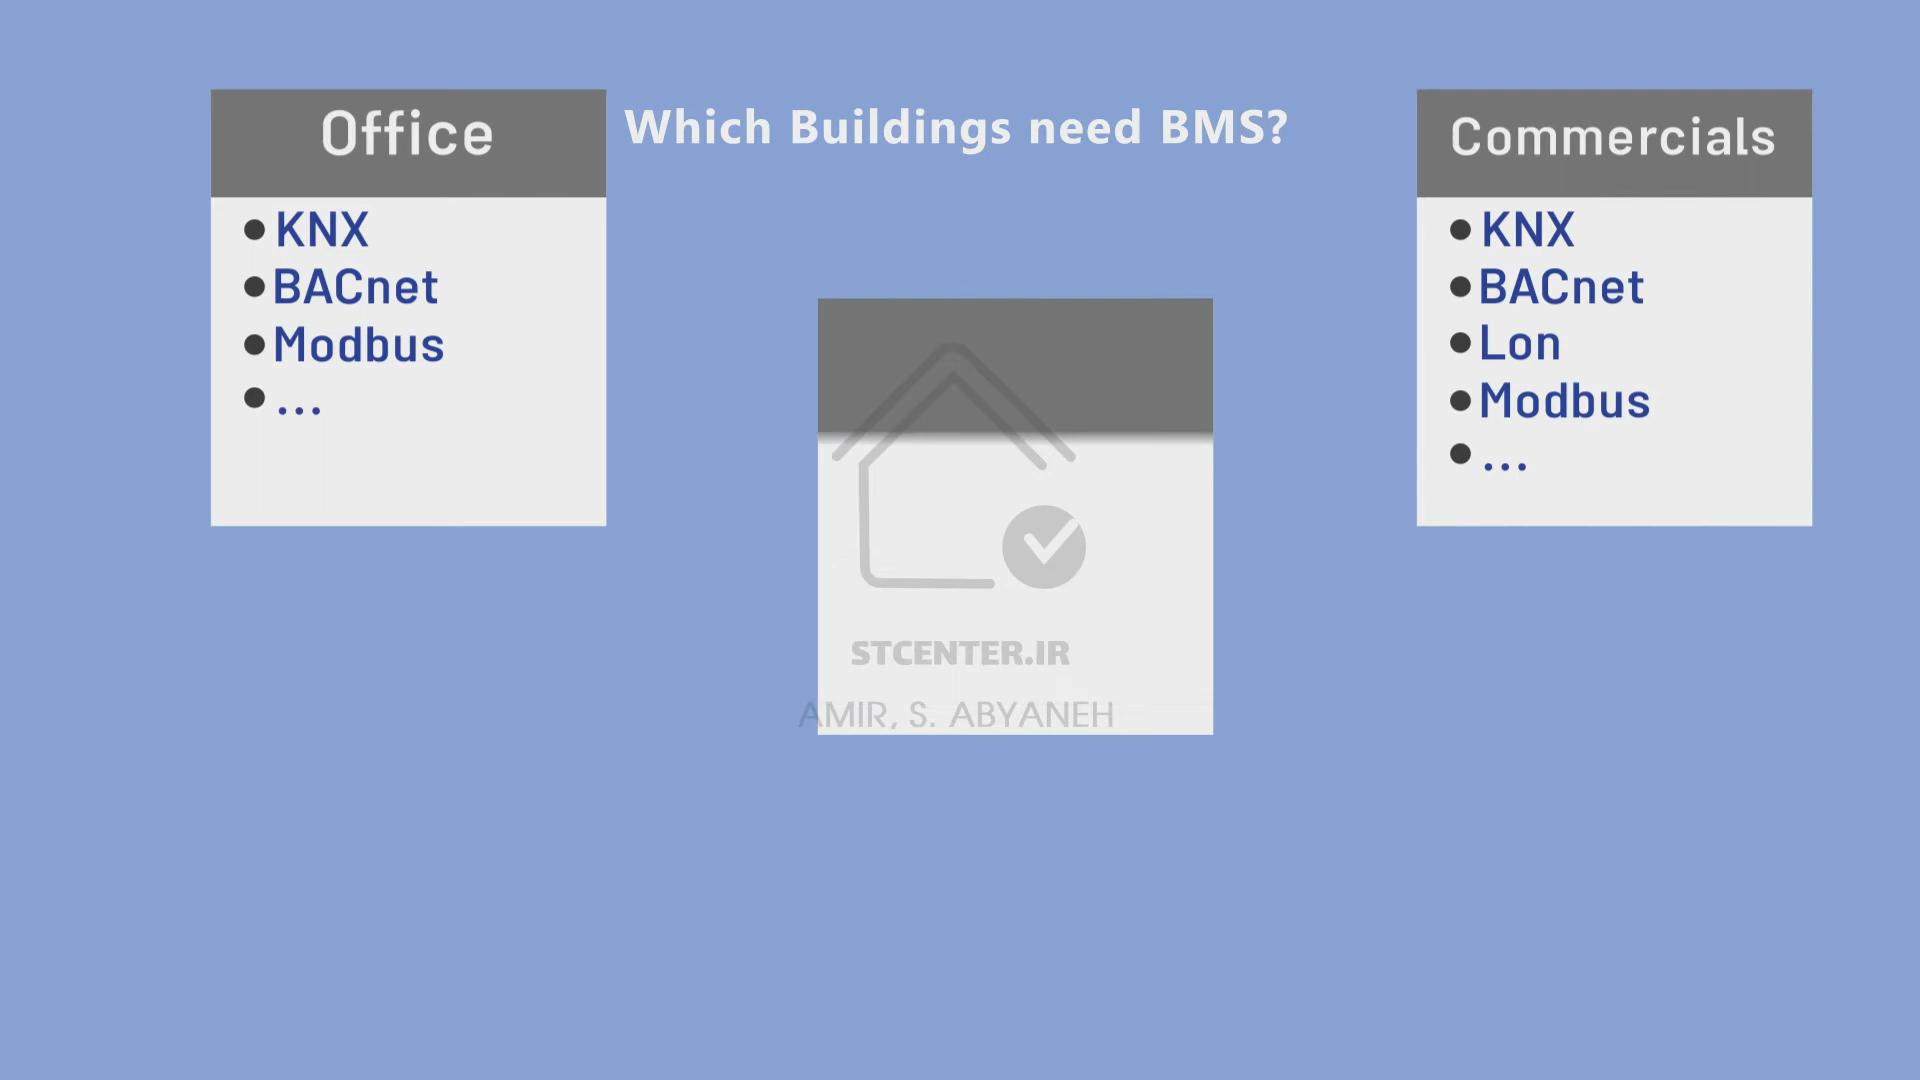 Which Buildings need BMS?
Office
KNX
BACnet
Modbus
...
Commercials
KNX
BACnet
Lon
Modbus
...
STCENTER.IR
AMIR, S. ABYANEH